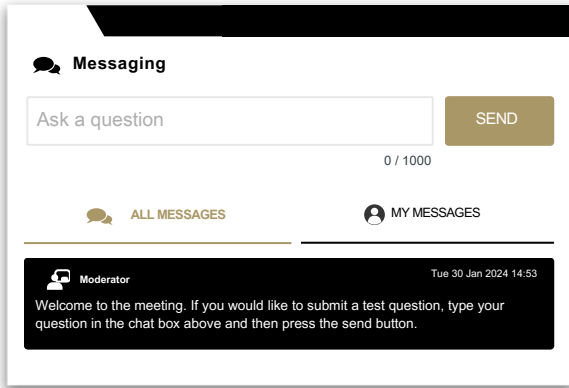 Messaging
Ask a question
SEND
0 / 1000
ALL MESSAGES
MY MESSAGES
Moderator
Tue 30 Jan 2024 14:53
Welcome to the meeting. If you would like to submit a test question, type your
question in the chat box above and then press the send button.